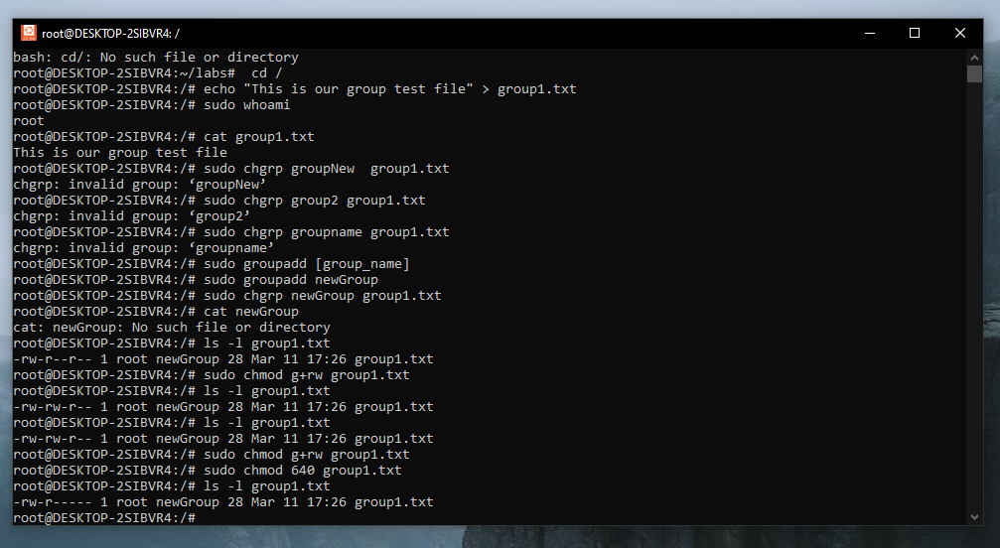 root@DESKTOP-2SIBVR4: /
bash: cd/: No such file or directory
root@DESKTOP-2SIBVR4:~/labs#  cd /
root@DESKTOP-2SIBVR4:/# echo "This is our group test file" > group1.txt
root@DESKTOP-2SIBVR4:/# sudo whoami
root
root@DESKTOP-2SIBVR4:/# cat group1.txt
This is our group test file
root@DESKTOP-2SIBVR4:/# sudo chgrp groupNew  group1.txt
chgrp: invalid group: ‘groupNew’
root@DESKTOP-2SIBVR4:/# sudo chgrp group2 group1.txt
chgrp: invalid group: ‘group2’
root@DESKTOP-2SIBVR4:/# sudo chgrp groupname group1.txt
chgrp: invalid group: ‘groupname’
root@DESKTOP-2SIBVR4:/# sudo groupadd [group_name]
root@DESKTOP-2SIBVR4:/# sudo groupadd newGroup
root@DESKTOP-2SIBVR4:/# sudo chgrp newGroup group1.txt
root@DESKTOP-2SIBVR4:/# cat newGroup
cat: newGroup: No such file or directory
root@DESKTOP-2SIBVR4:/# ls -l group1.txt
-rw-r--r-- 1 root newGroup 28 Mar 11 17:26 group1.txt
root@DESKTOP-2SIBVR4:/# sudo chmod g+rw group1.txt
root@DESKTOP-2SIBVR4:/# ls -l group1.txt
-rw-rw-r-- 1 root newGroup 28 Mar 11 17:26 group1.txt
root@DESKTOP-2SIBVR4:/# ls -l group1.txt
-rw-rw-r-- 1 root newGroup 28 Mar 11 17:26 group1.txt
root@DESKTOP-2SIBVR4:/# sudo chmod g+rw group1.txt
root@DESKTOP-2SIBVR4:/# sudo chmod 640 group1.txt
root@DESKTOP-2SIBVR4:/# ls -l group1.txt
-rw-r----- 1 root newGroup 28 Mar 11 17:26 group1.txt
root@DESKTOP-2SIBVR4:/#